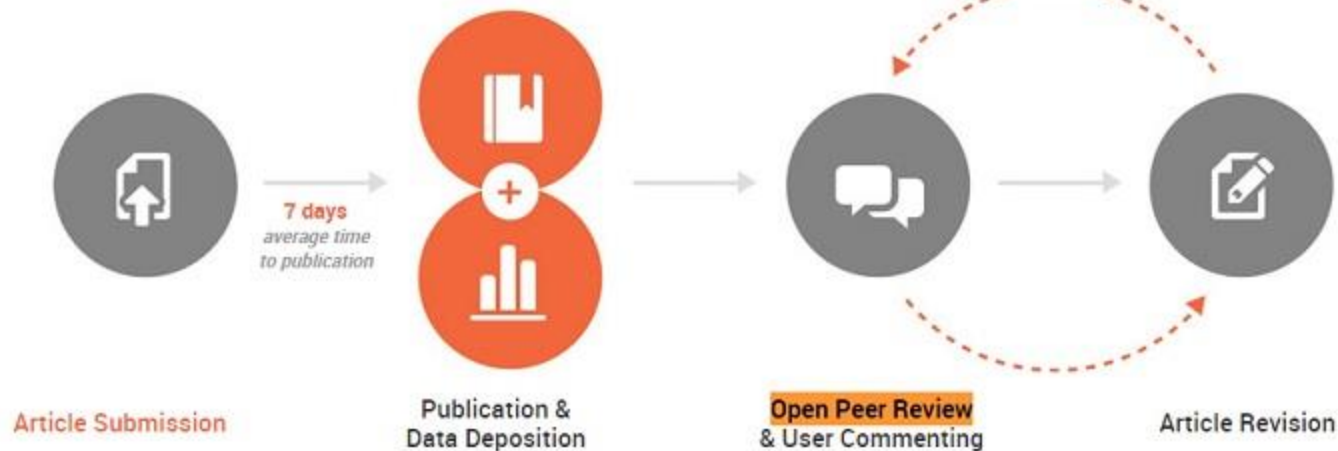 7 days
average time
to publication
Article Submission
Publication &
Data Deposition
Open Peer Review
& User Commenting
Article Revision